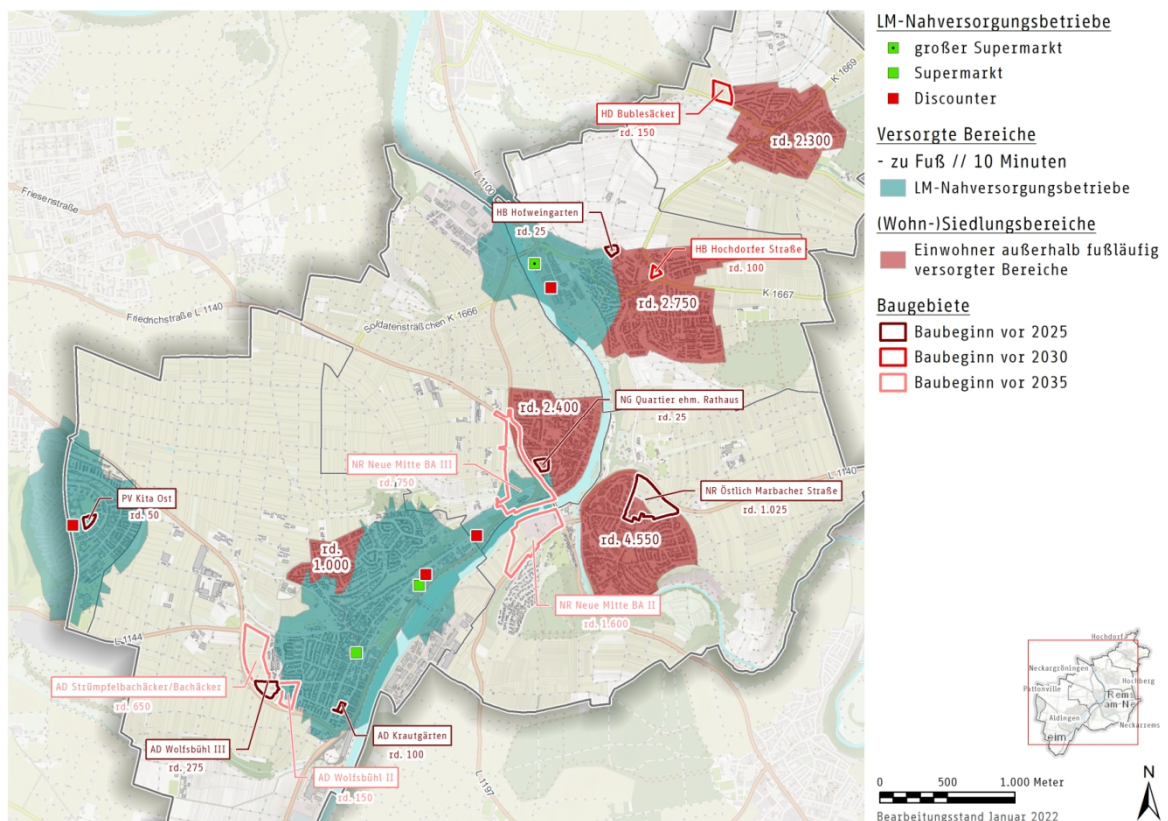 LM-Nahversorgungsbetriebe
großer Supermarkt
Supermarkt
Discounter
Versorgte Bereiche
- zu Fuß // 10 Minuten
LM-Nahversorgungsbetriebe
(Wohn-)Siedlungsbereiche
Einwohner außerhalb fußläufig
versorgter Bereiche
Baugebiete
Baubeginn vor 2025
Baubeginn vor 2030
Baubeginn vor 2035
K 1669
HD Bublesäcker
rd. 150
rd. 2.300
L 1100
Friesenstraße
HB Hofweingarten
rd. 25
HB Hochdorfer Straße
rd. 100
rd. 2.750
K 1667
Friedrichstraße L 1140
Soldatensträßchen K 1666
NG Quartier ehm. Rathaus
rd. 25
rd. 2.400
NR Neue Mitte BA III
rd. 750
L 1140
NR Östlich Marbacher Straße
rd. 1.025
PV Kita Ost
rd. 50
rd. 4.550
rd.
1.000
NR Neue Mitte BA II
rd. 1.600
L 1144
AD Strümpfelbachäcker/Bachäcker
rd. 650
AD Krautgärten
rd. 100
AD Wolfsbühl III
rd. 275
AD Wolfsbühl II
rd. 150
L 1197
Hochdorf
Neckargröningen
Hochberg
Pattonville
Rems
am Ne
Aldingen
Neckarrems
eim
0 500 1.000 Meter
N
Bearbeitungsstand Januar 2022